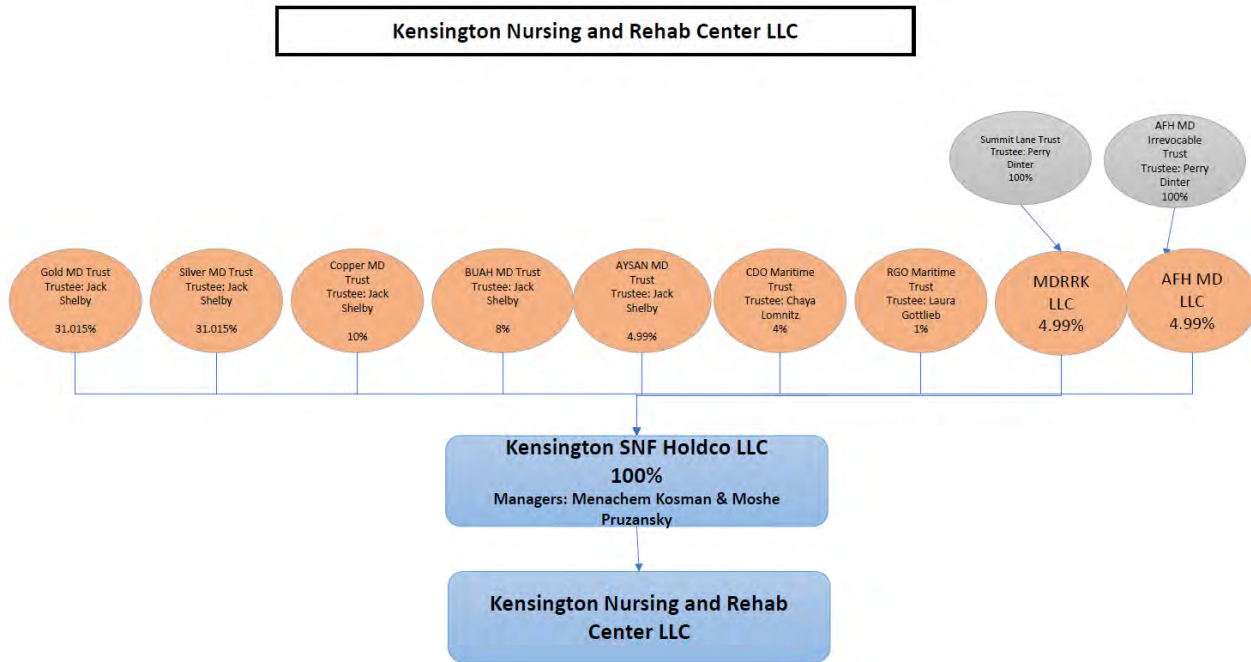 Kensington Nursing and Rehab Center LLC
Summit Lane Trust
Trustee: Perry
Dinter
100%
AFH MD
Irrevocable
Trust
Trustee: Perry
Dinter
100%
Gold MD Trust
Trustee: Jack
Shelby
31.015%
Silver MD Trust
Trustee: Jack
Shelby
31.015%
Copper MD
Trust
Trustee: Jack
Shelby
10%
BUAH MD Trust
Trustee: Jack
Shelby
8%
AYSAN MD
Trust
Trustee: Jack
Shelby
4.99%
CDO Maritime
Trust
Trustee: Chaya
Lomnitz
4%
RGO Maritime
Trust
Trustee: Laura
Gottlieb
1%
MDRRK
LLC
4.99%
AFH MD
LLC
4.99%
Kensington SNF Holdco LLC
100%
Managers: Menachem Kosman & Moshe
Pruzansky
Kensington Nursing and Rehab
Center LLC